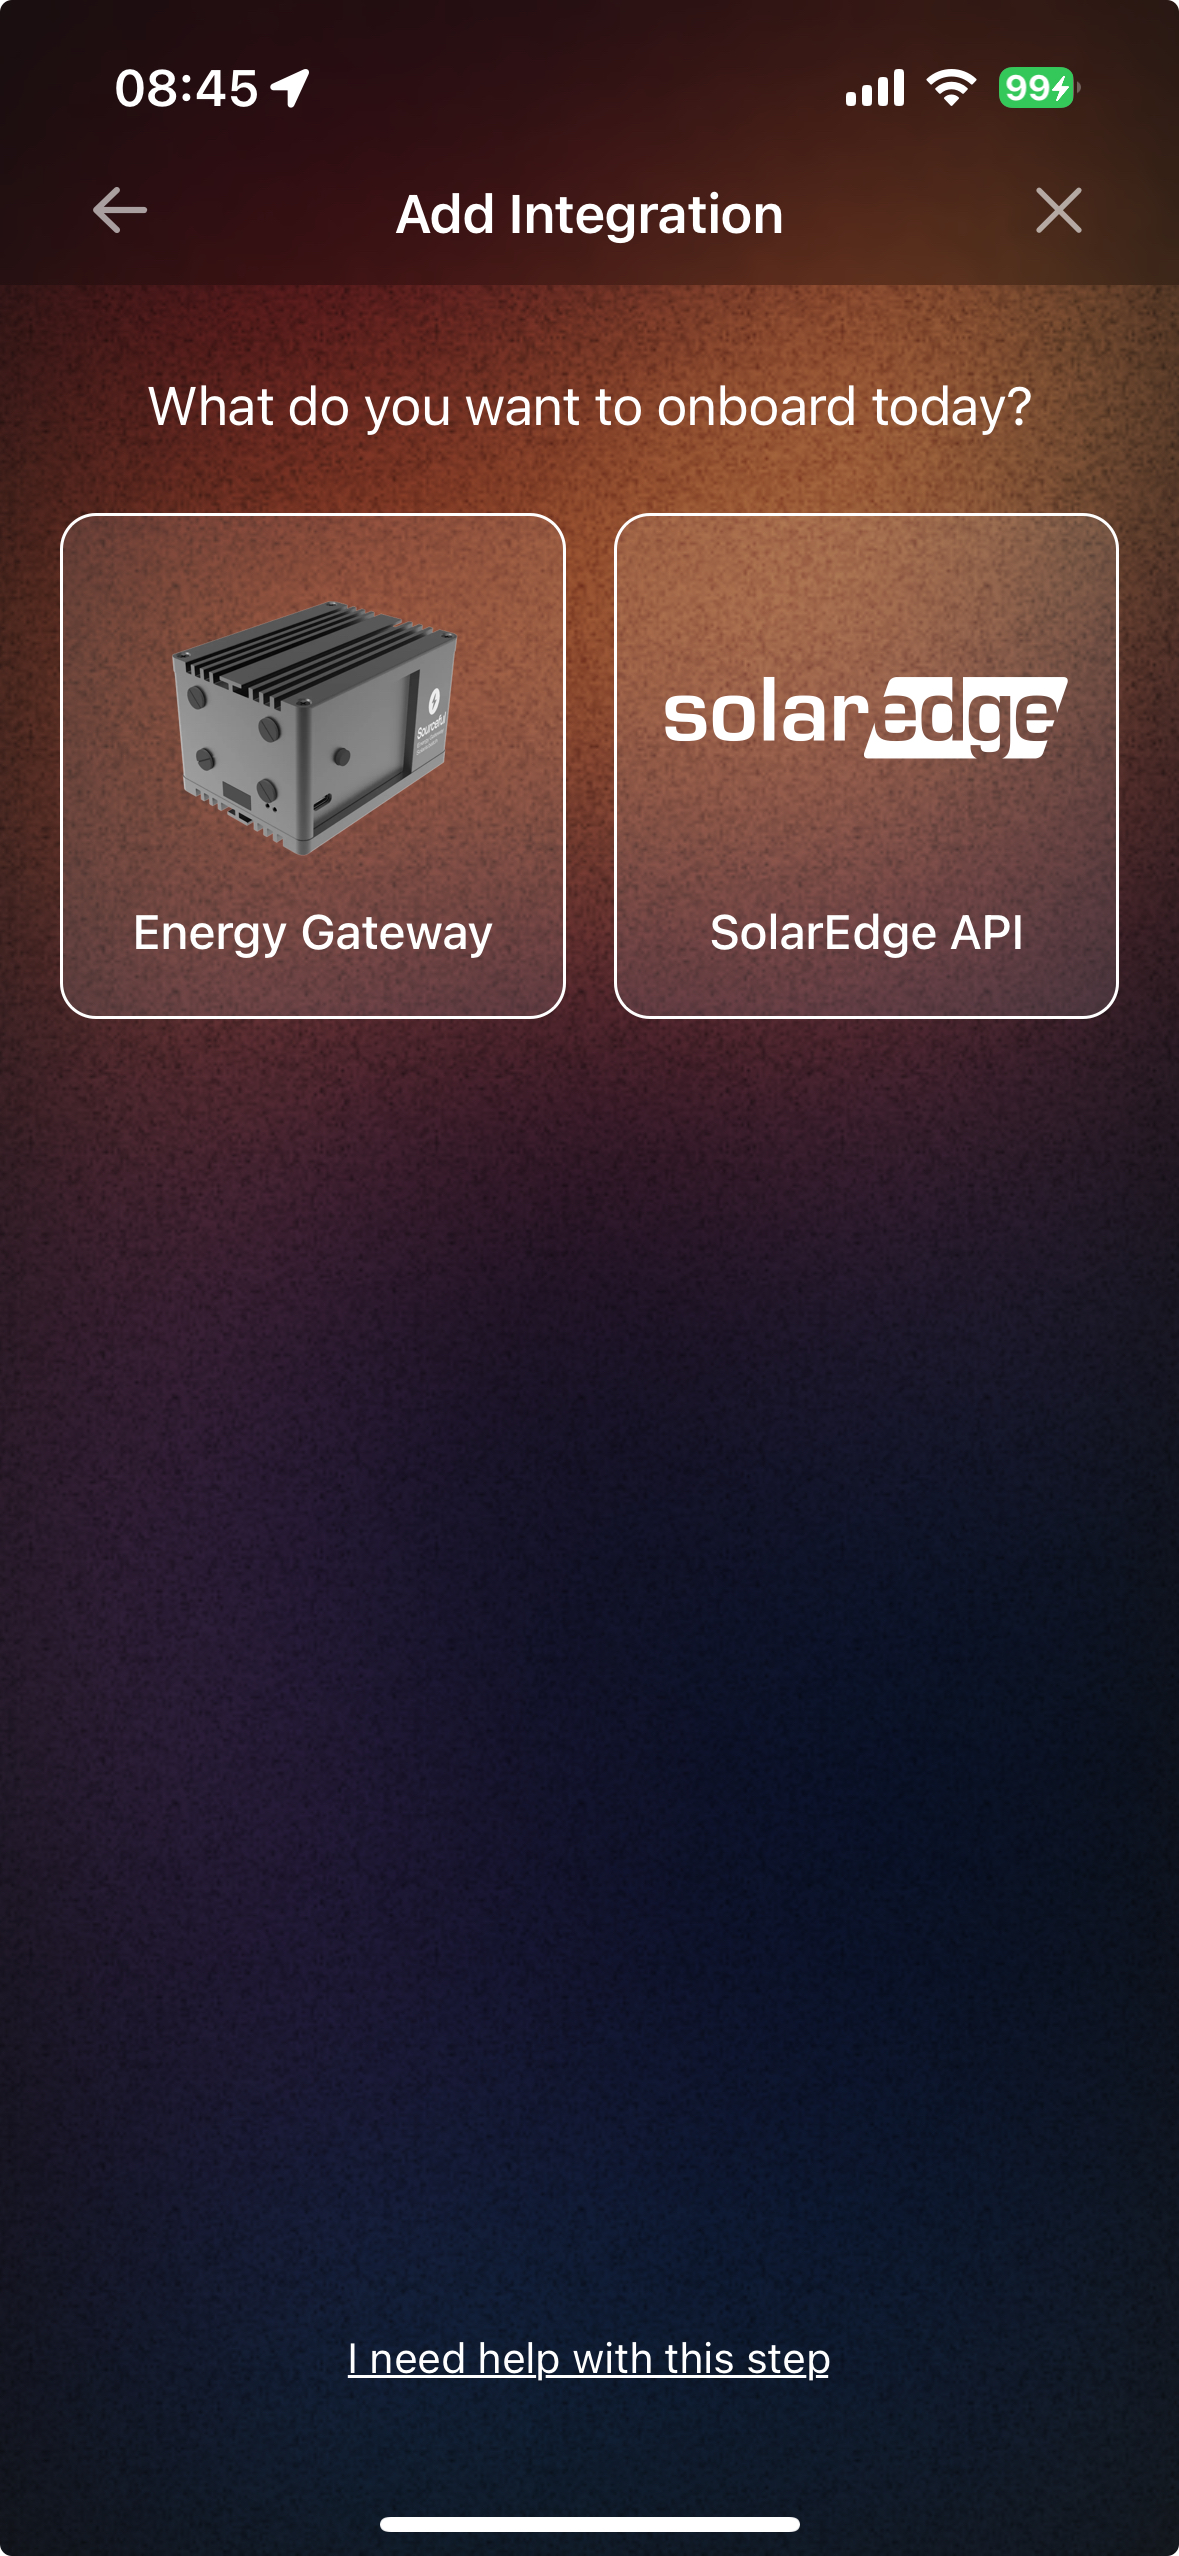 08:45
99
Add Integration
What do you want to onboard today?
Sourceful
solaredge
Energy Gateway
SolarEdge API
I need help with this step